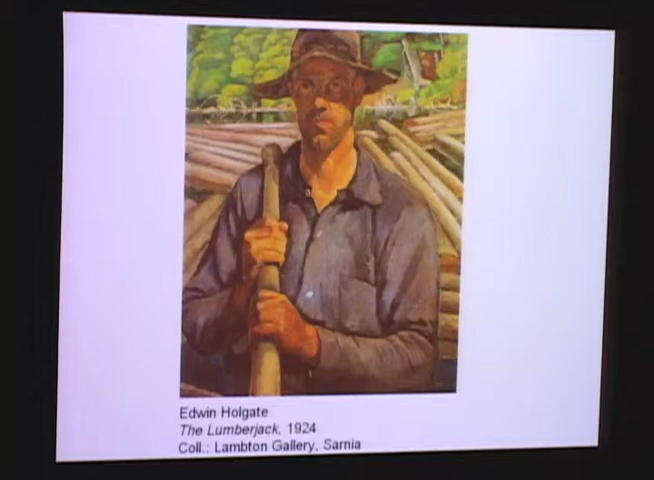 Edwin Holgate
The Lumberjack, 1924
Coll.: Lambton Gallery, Sarnia